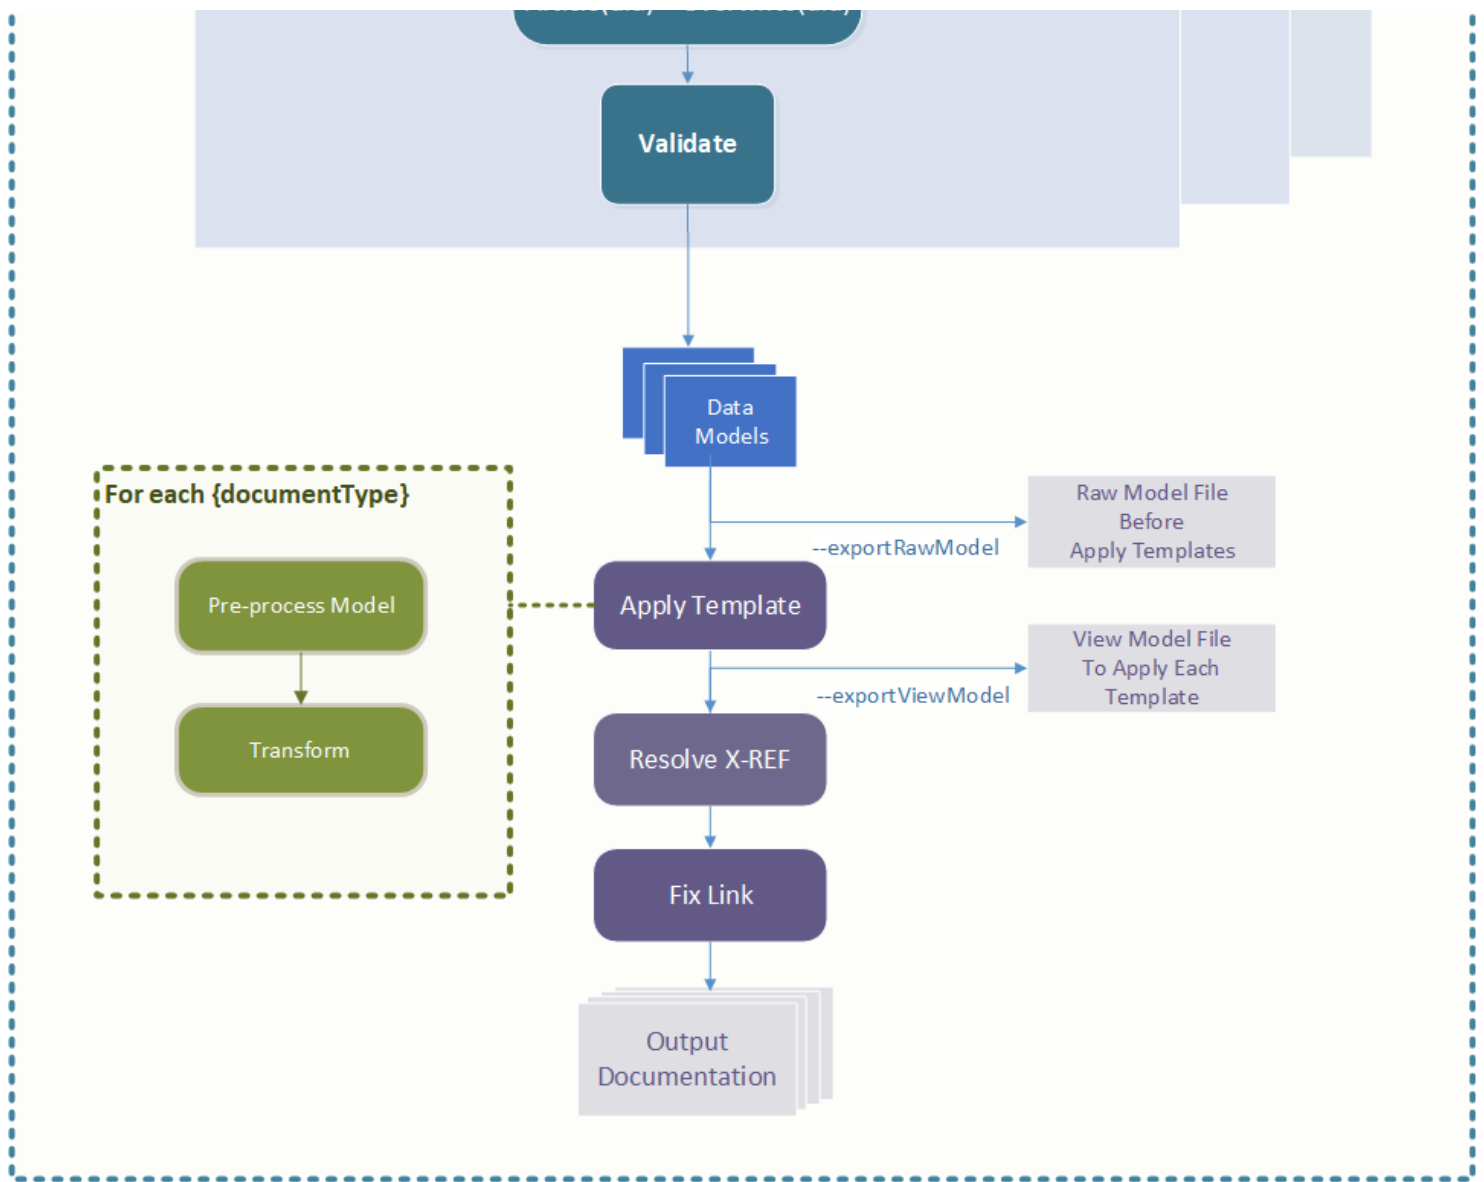 Validate
Data
Models
For each {documentType}
Raw Model File
Before
Apply Templates
--exportRawModel
Pre-process Model
Apply Template
View Model File
To Apply Each
Template
--exportViewModel
Transform
Resolve X-REF
Fix Link
Output
Documentation